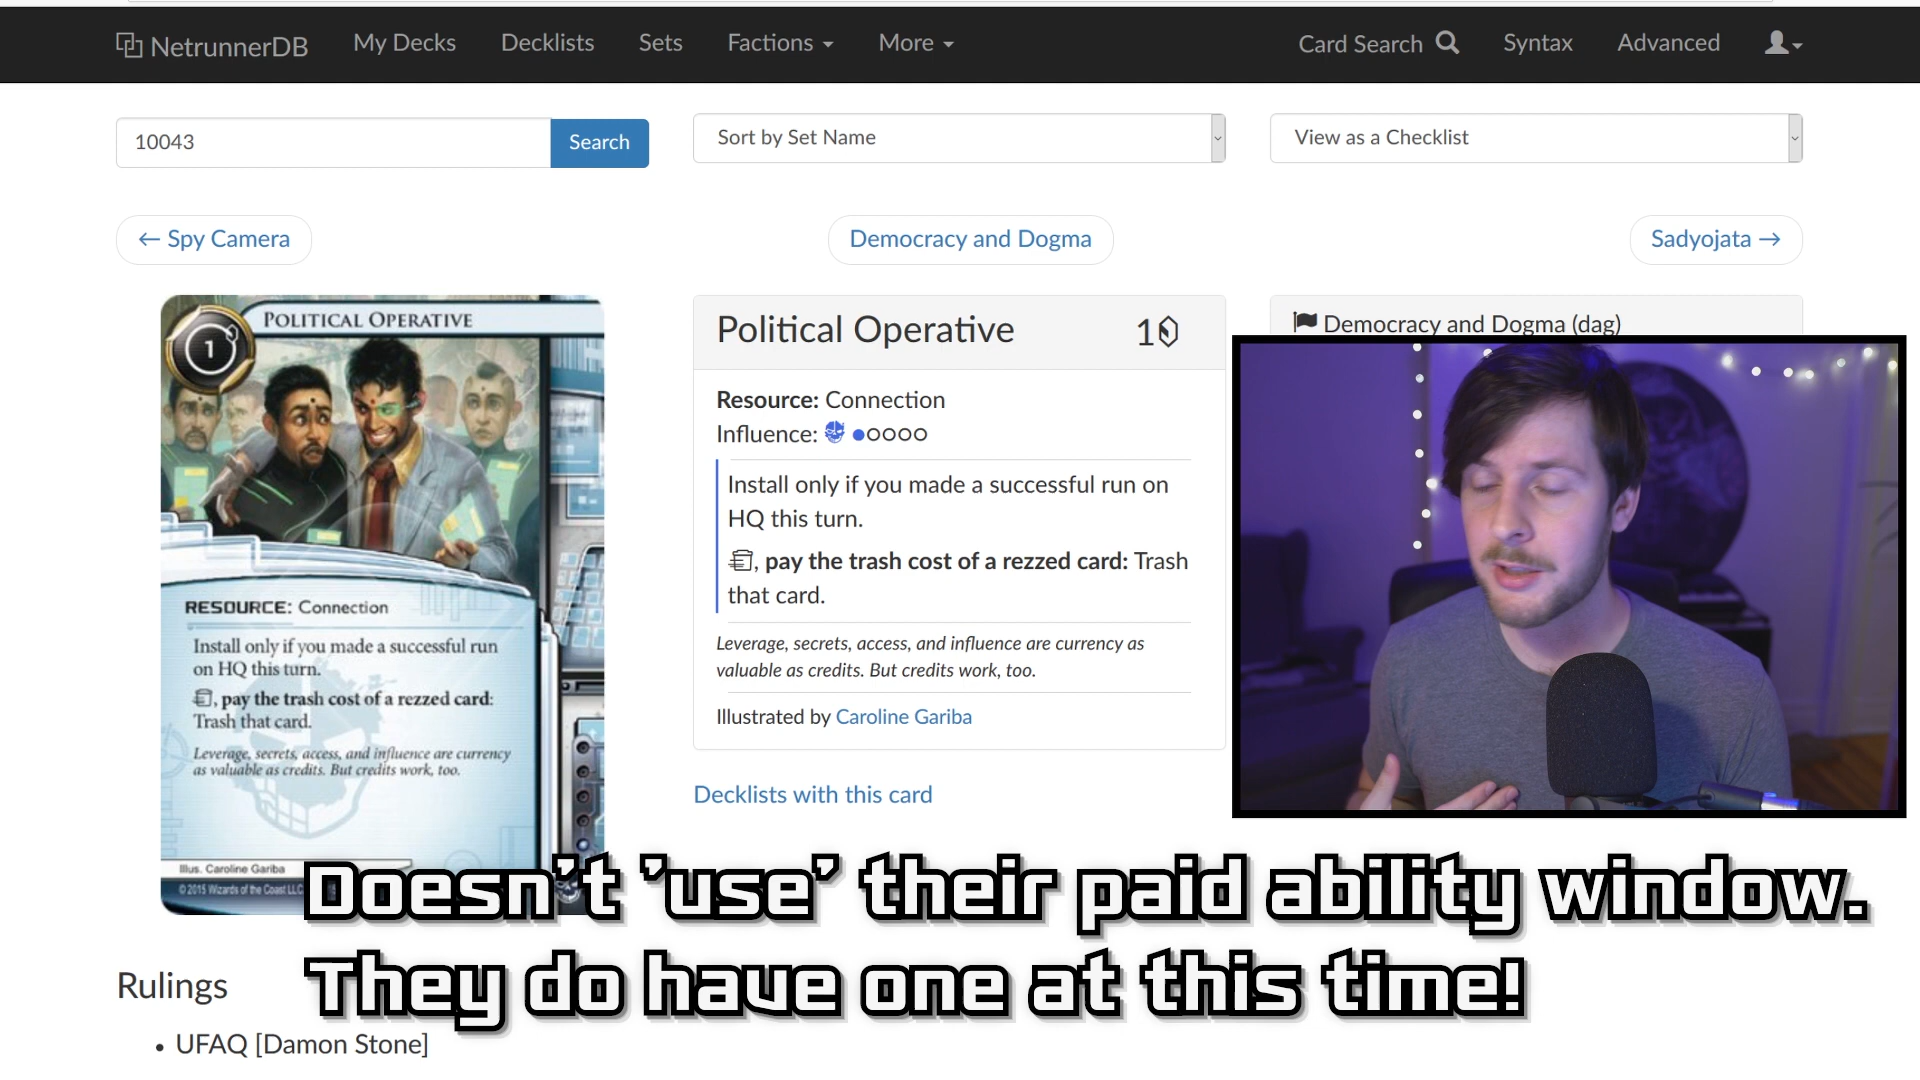 NetrunnerDB My Decks Decklists Sets Factions More Card Search Syntax Advanced
10043 Search Sort by Set Name View as a Checklist
← Spy Camera Democracy and Dogma Sadyojata →
1 POLITICAL OPERATIVE
RESOURCE: Connection
Install only if you made a successful run
on HQ this turn.
, pay the trash cost of a rezzed card:
Trash that card.
Leverage, secrets, access, and influence are currency
as valuable as credits. But credits work, too.
Illus. Caroline Gariba
© 2015 Wizards of the Coast LLC
Political Operative 1
Resource: Connection
Influence:
Install only if you made a successful run on
HQ this turn.
, pay the trash cost of a rezzed card: Trash
that card.
Leverage, secrets, access, and influence are currency as
valuable as credits. But credits work, too.
Illustrated by Caroline Gariba
Decklists with this card
Democracy and Dogma (dag)
Doesn't 'use' their paid ability window.
They do have one at this time!
Rulings
• UFAQ [Damon Stone]